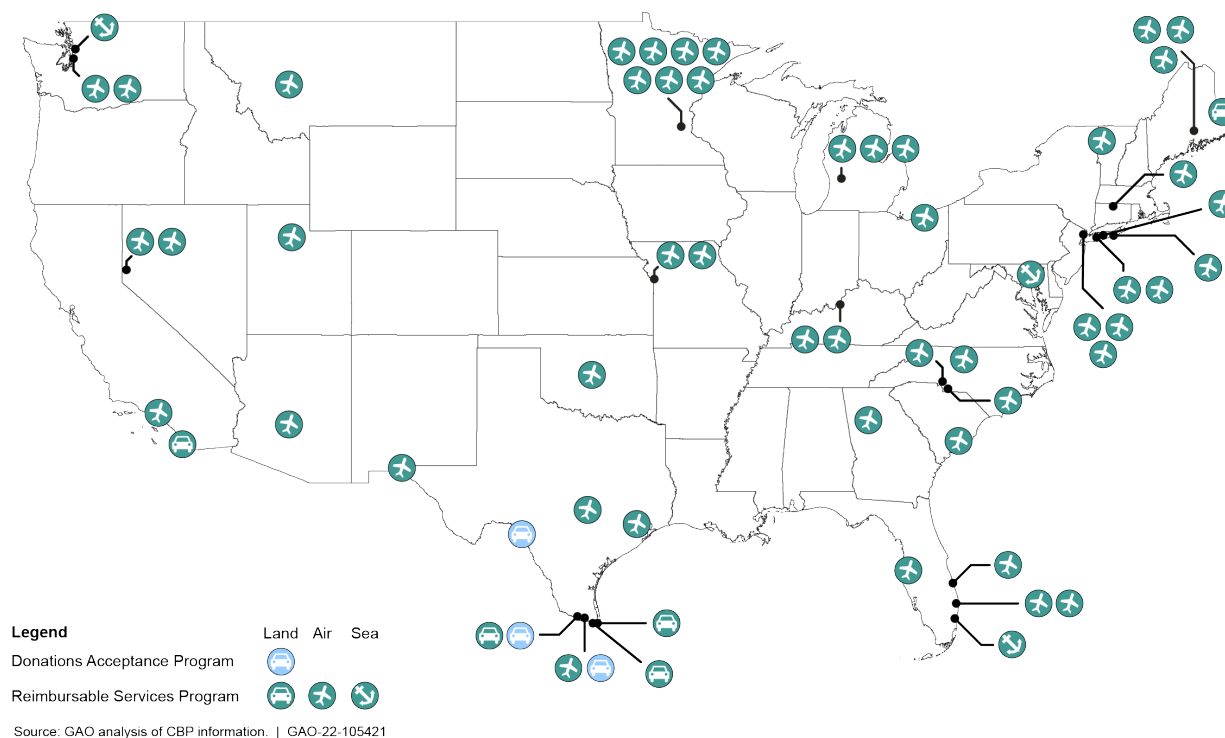 Legend
Land Air Sea
Donations Acceptance Program
Reimbursable Services Program
Source: GAO analysis of CBP information. | GAO-22-105421